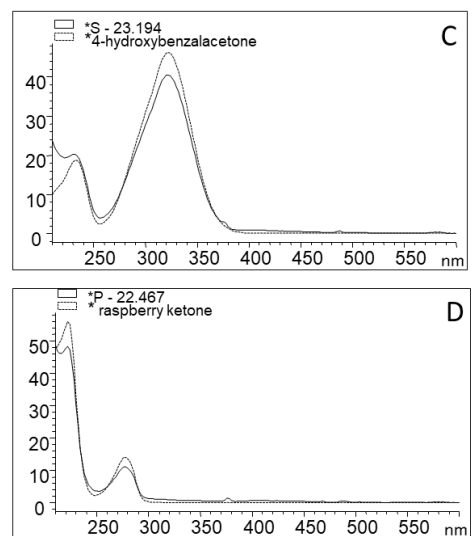 *S - 23.194
*4-hydroxybenzalacetone
C
40
30
20
10
0
250 300 350 400 450 500 550 nm
*P - 22.467
* raspberry ketone
D
50
40
30
20
10
0
250 300 350 400 450 500 550 nm